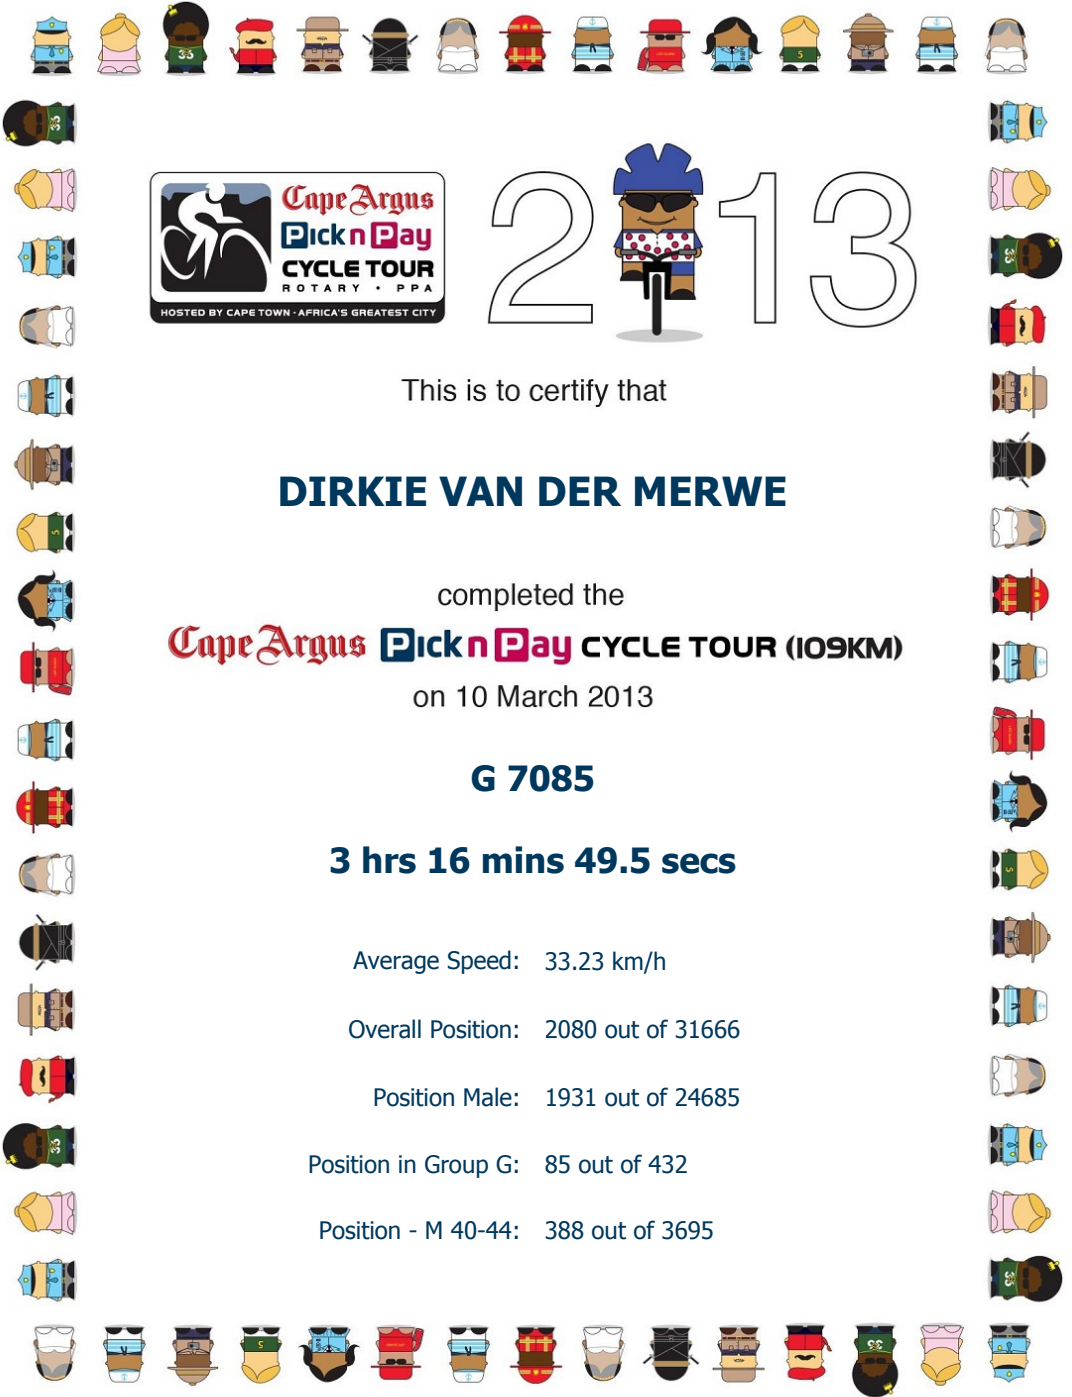 Cape Argus
Pick n Pay
CYCLE TOUR
ROTARY • PPA
HOSTED BY CAPE TOWN - AFRICA'S GREATEST CITY
2013
This is to certify that
DIRKIE VAN DER MERWE
completed the
Cape Argus Pick n Pay CYCLE TOUR (109KM)
on 10 March 2013
G 7085
3 hrs 16 mins 49.5 secs
Average Speed: 33.23 km/h
Overall Position: 2080 out of 31666
Position Male: 1931 out of 24685
Position in Group G: 85 out of 432
Position - M 40-44: 388 out of 3695